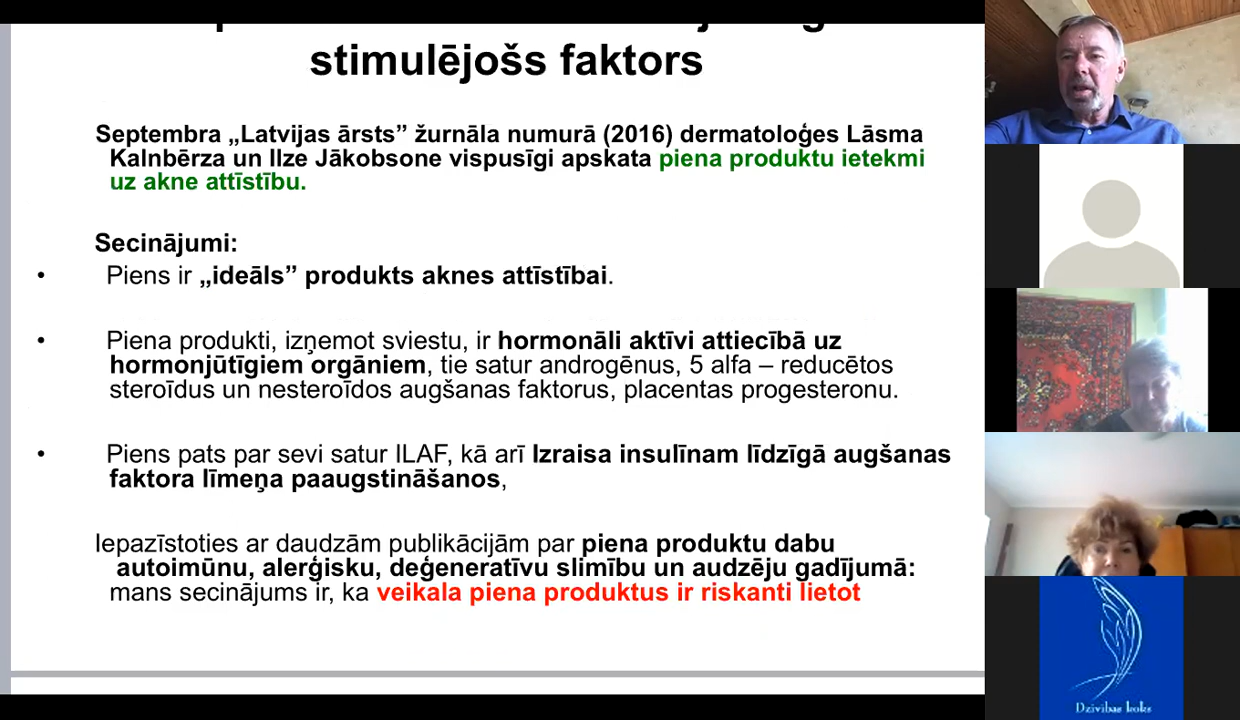 stimulējošs faktors
Septembra „Latvijas ārsts” žurnāla numurā (2016) dermatoloģes Lāsma
Kalnbērza un Ilze Jākobsone vispusīgi apskata piena produktu ietekmi
uz akne attīstību.
Secinājumi:
• Piens ir „ideāls” produkts aknes attīstībai.
• Piena produkti, izņemot sviestu, ir hormonāli aktīvi attiecībā uz
hormonjūtīgiem orgāniem, tie satur androgēnus, 5 alfa – reducētos
steroīdus un nesteroīdos augšanas faktorus, placentas progesteronu.
• Piens pats par sevi satur ILAF, kā arī Izraisa insulīnam līdzīgā augšanas
faktora līmeņa paaugstināšanos,
Iepazīstoties ar daudzām publikācijām par piena produktu dabu
autoimūnu, alerģisku, deģeneratīvu slimību un audzēju gadījumā:
mans secinājums ir, ka veikala piena produktus ir riskanti lietot
Dzīvības koks